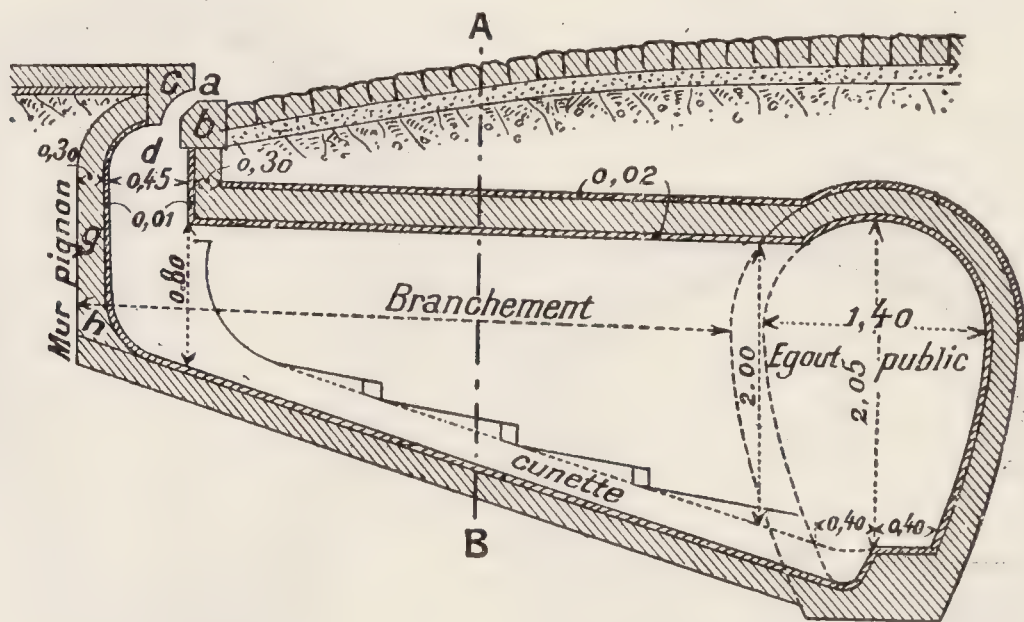 A
C a
b
0,30
d
0,45
0,30
0,02
0,01
Mur pignon
g
h
0.80
Branchement
1,40
Egout public
2.00
2,05
cunette
0,40 0,40
B